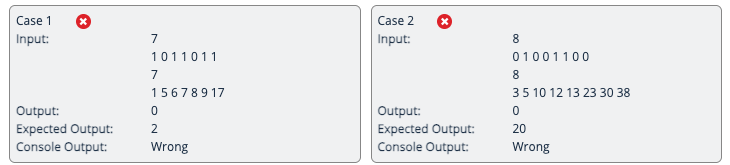 Case 1
Input: 7
1 0 1 1 0 1 1
7
1 5 6 7 8 9 17
Output: 0
Expected Output: 2
Console Output: Wrong
Case 2
Input: 8
0 1 0 0 1 1 0 0
8
3 5 10 12 13 23 30 38
Output: 0
Expected Output: 20
Console Output: Wrong